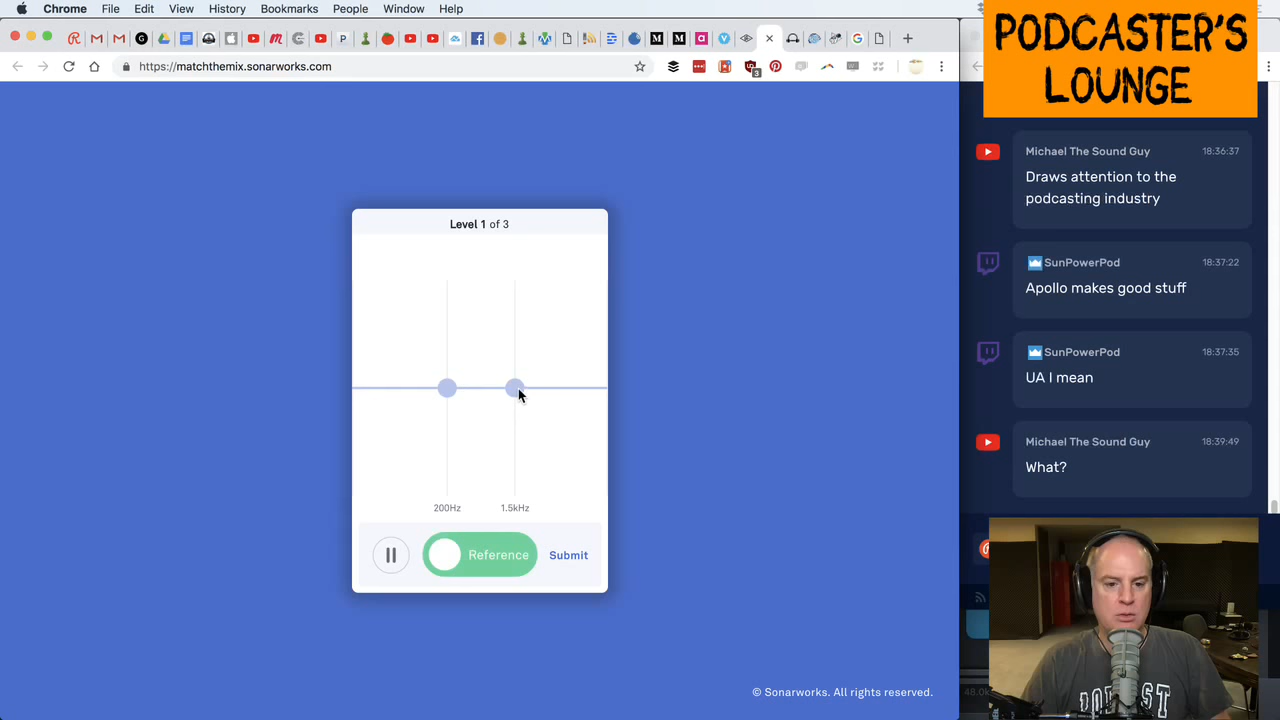 Chrome File Edit View History Bookmarks People Window Help
https://matchthemix.sonarworks.com
3
PODCASTER'S
LOUNGE
Michael The Sound Guy 18:36:37
Draws attention to the
podcasting industry
SunPowerPod 18:37:22
Apollo makes good stuff
SunPowerPod 18:37:35
UA I mean
Michael The Sound Guy 18:39:49
What?
Level 1 of 3
200Hz 1.5kHz
Reference Submit
© Sonarworks. All rights reserved.
48.0k